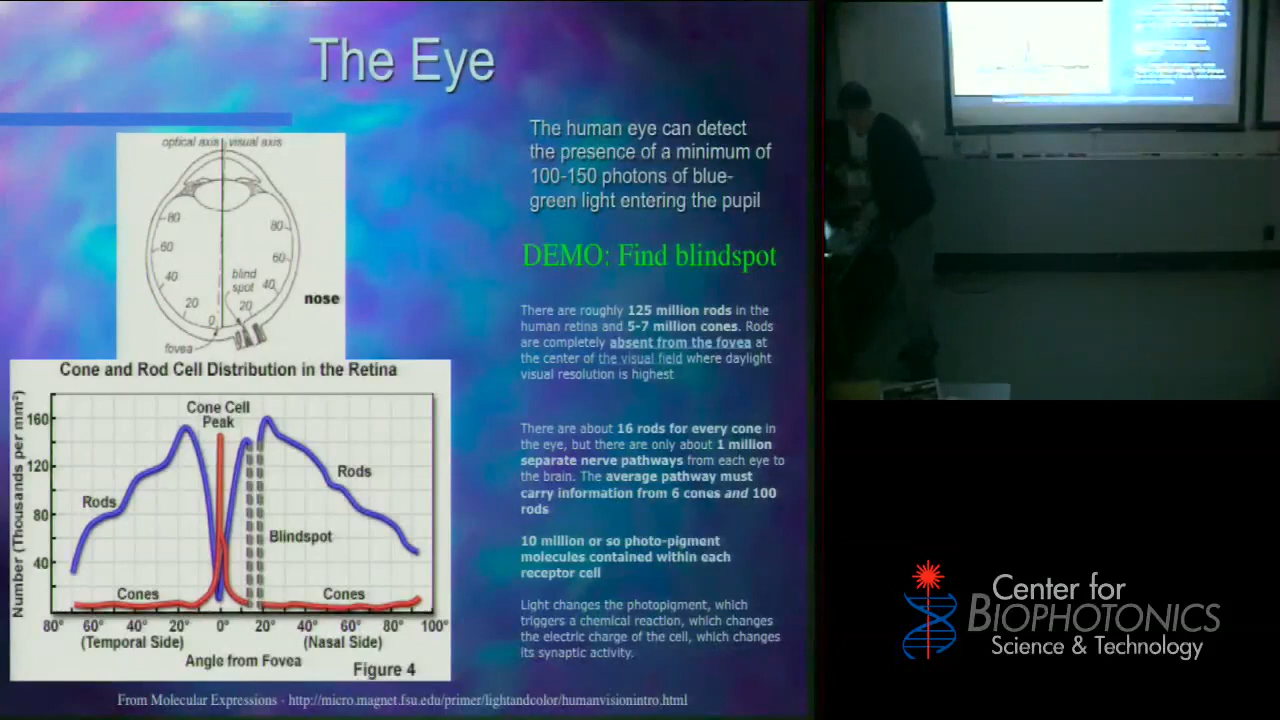 The Eye
optical axis visual axis
80
80
60
60
40
40
blind
spot
20
20
0
nose
fovea
Cone and Rod Cell Distribution in the Retina
Number (Thousands per mm²)
160
120
80
40
Cone Cell
Peak
Rods
Rods
Blindspot
Cones
Cones
80° 60° 40° 20° 0° 20° 40° 60° 80° 100°
(Temporal Side) (Nasal Side)
Angle from Fovea
Figure 4
The human eye can detect
the presence of a minimum of
100-150 photons of blue-
green light entering the pupil
DEMO: Find blindspot
There are roughly 125 million rods in the
human retina and 5-7 million cones. Rods
are completely absent from the fovea at
the center of the visual field where daylight
visual resolution is highest
There are about 16 rods for every cone in
the eye, but there are only about 1 million
separate nerve pathways from each eye to
the brain. The average pathway must
carry information from 6 cones and 100
rods
10 million or so photo-pigment
molecules contained within each
receptor cell
Light changes the photopigment, which
triggers a chemical reaction, which changes
the electric charge of the cell, which changes
its synaptic activity.
From Molecular Expressions - http://micro.magnet.fsu.edu/primer/lightandcolor/humanvisionintro.html
Center for
BIOPHOTONICS
Science & Technology